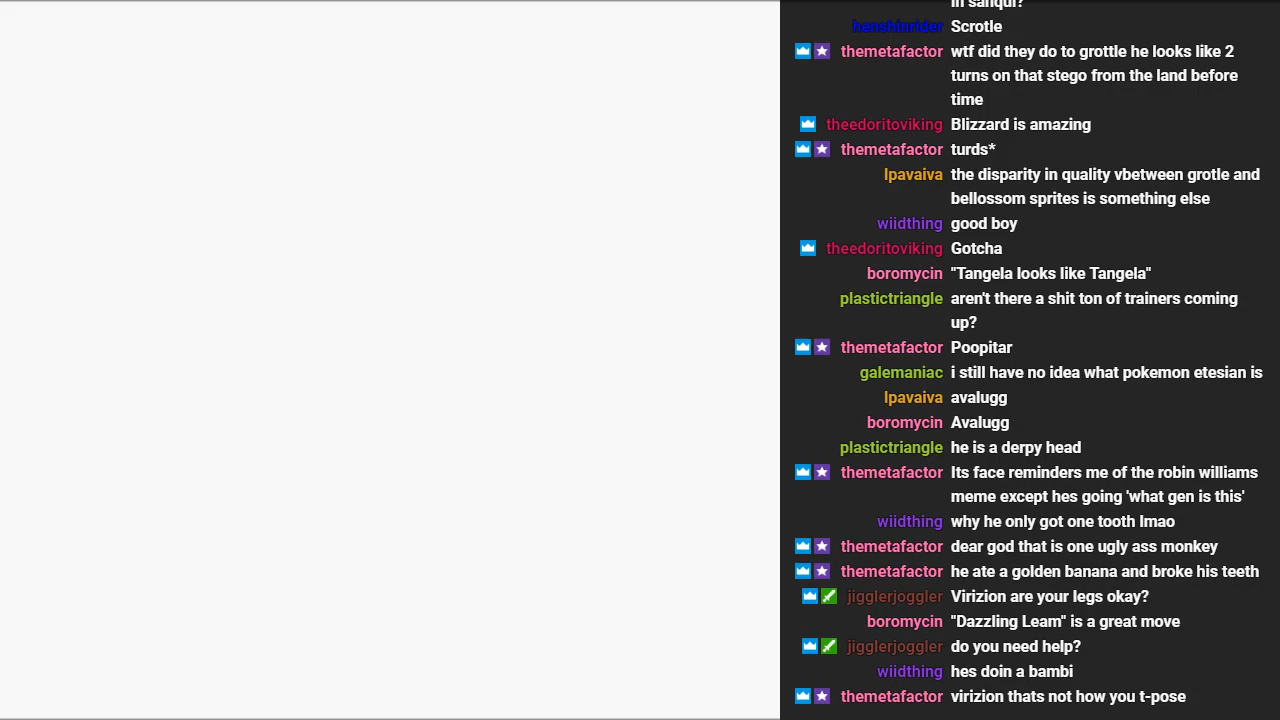 in sanqui?
henshinrider Scrotle
themetafactor wtf did they do to grottle he looks like 2
turns on that stego from the land before
time
theedoritoviking Blizzard is amazing
themetafactor turds*
lpavaiva the disparity in quality vbetween grotle and
bellossom sprites is something else
wiidthing good boy
theedoritoviking Gotcha
boromycin "Tangela looks like Tangela"
plastictriangle aren't there a shit ton of trainers coming
up?
themetafactor Poopitar
galemaniac i still have no idea what pokemon etesian is
lpavaiva avalugg
boromycin Avalugg
plastictriangle he is a derpy head
themetafactor Its face reminders me of the robin williams
meme except hes going 'what gen is this'
wiidthing why he only got one tooth lmao
themetafactor dear god that is one ugly ass monkey
themetafactor he ate a golden banana and broke his teeth
jigglerjoggler Virizion are your legs okay?
boromycin "Dazzling Leam" is a great move
jigglerjoggler do you need help?
wiidthing hes doin a bambi
themetafactor virizion thats not how you t-pose